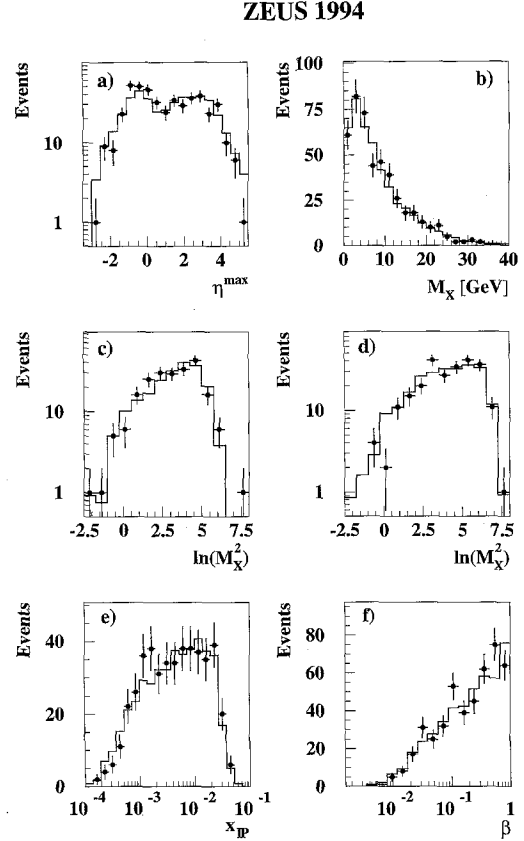 ZEUS 1994
Events
a)
10
1
-2 0 2 4
η^max
Events
b)
100
75
50
25
0
0 10 20 30 40
M_X [GeV]
Events
c)
10
1
-2.5 0 2.5 5 7.5
ln(M_X^2)
Events
d)
10
1
-2.5 0 2.5 5 7.5
ln(M_X^2)
Events
e)
40
20
0
10^-4 10^-3 10^-2 10^-1
x_IP
Events
f)
80
60
40
20
0
10^-2 10^-1 1
β